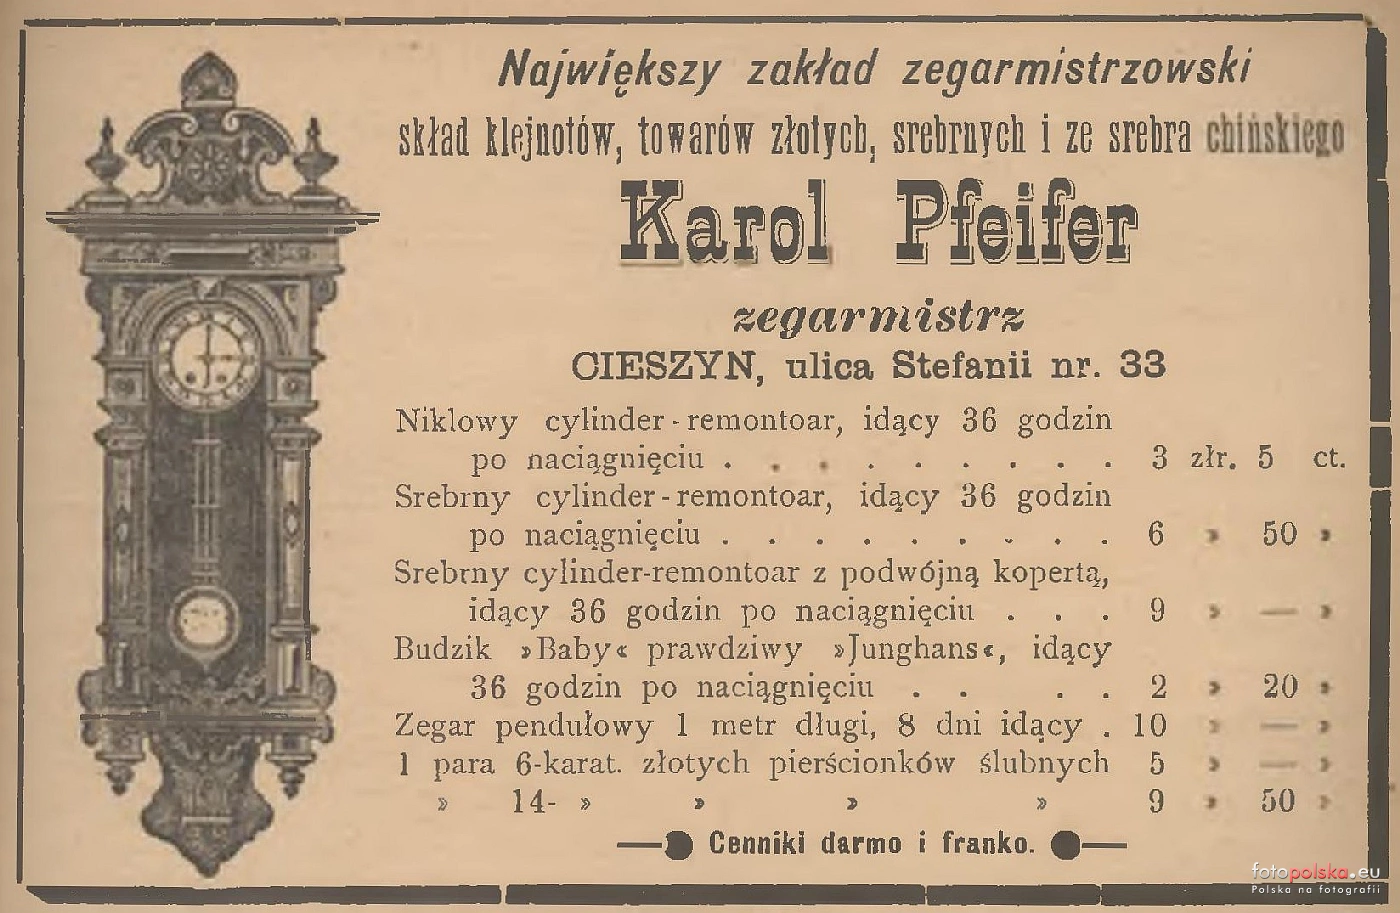 Największy zakład zegarmistrzowski
skład klejnotów, towarów złotych, srebrnych i ze srebra chińskiego
Karol Pfeifer
zegarmistrz
CIESZYN, ulica Stefanii nr. 33
Niklowy cylinder-remontoar, idący 36 godzin
po naciągnięciu . . . . . . . . . 3 złr. 5 ct.
Srebrny cylinder-remontoar, idący 36 godzin
po naciągnięciu . . . . . . . . . 6 » 50 »
Srebrny cylinder-remontoar z podwójną kopertą,
idący 36 godzin po naciągnięciu . . . 9 » — »
Budzik »Baby« prawdziwy »Junghans«, idący
36 godzin po naciągnięciu . . . . 2 » 20 »
Zegar pendułowy 1 metr długi, 8 dni idący . 10 » — »
1 para 6-karat. złotych pierścionków ślubnych 5 » — »
» 14- » » » » 9 » 50 »
Cenniki darmo i franko.
fotopolska.eu
Polska na fotografii